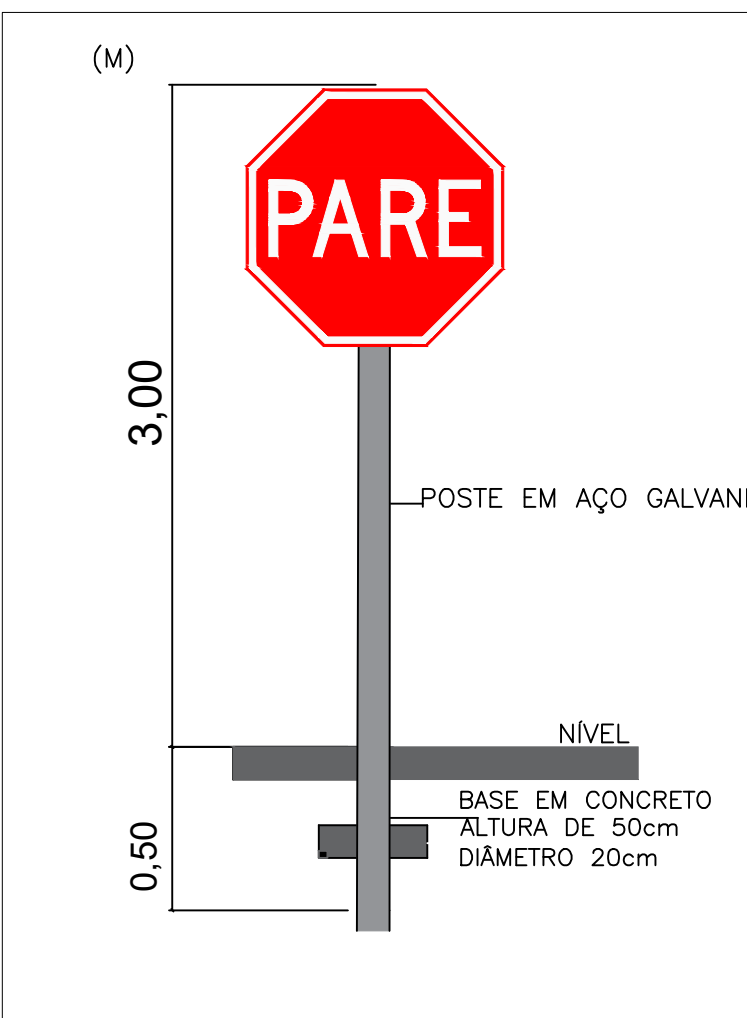 (M)
PARE
3,00
POSTE EM AÇO
NÍVEL
BASE EM CONCRETO
ALTURA DE 50cm
DIÂMETRO 20cm
0,50